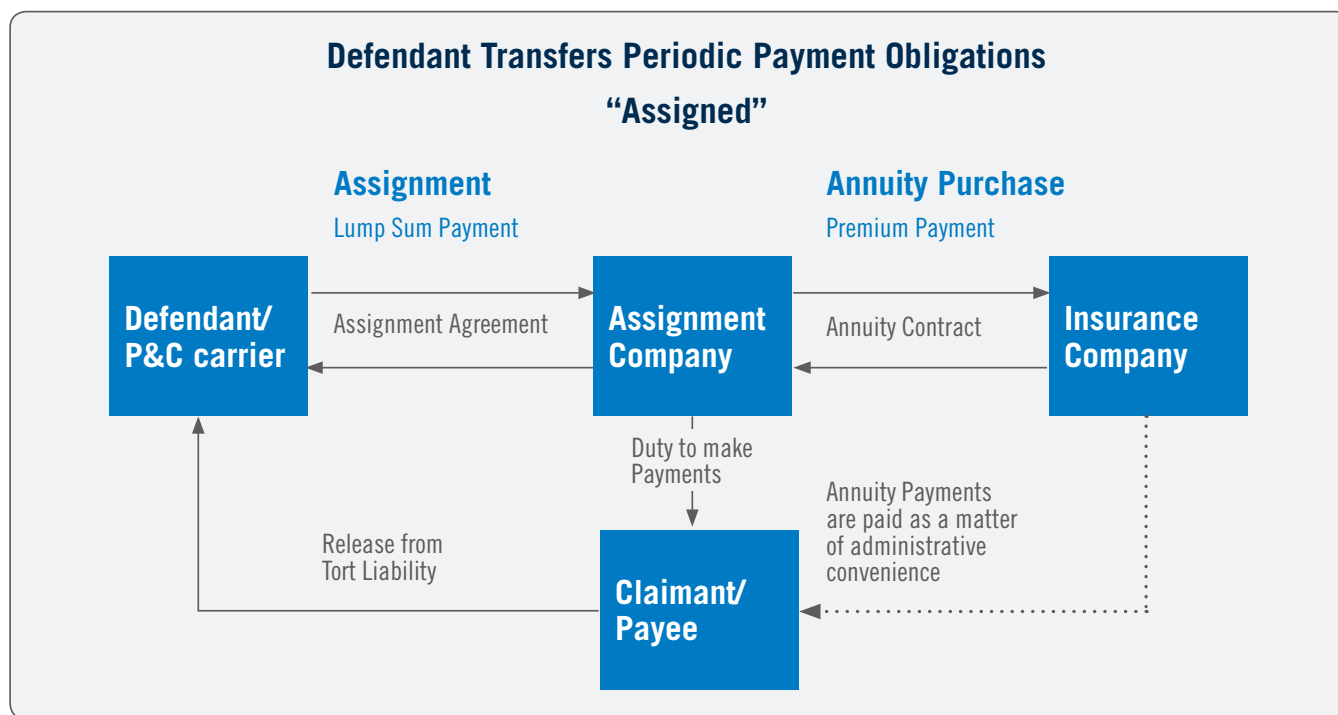 Defendant Transfers Periodic Payment Obligations
“Assigned”
Assignment
Lump Sum Payment
Annuity Purchase
Premium Payment
Defendant/
P&C carrier
Assignment Agreement
Assignment
Company
Annuity Contract
Insurance
Company
Duty to make
Payments
Release from
Tort Liability
Annuity Payments
are paid as a matter
of administrative
convenience
Claimant/
Payee